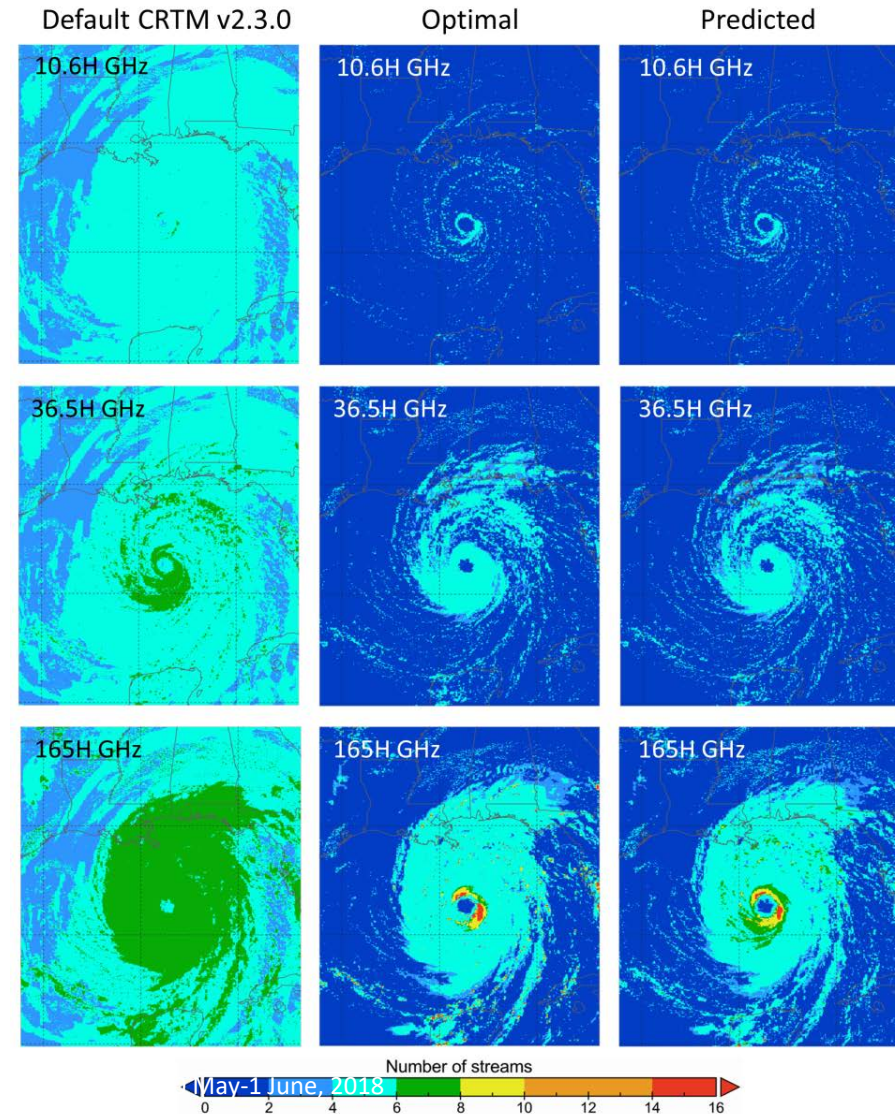 Default CRTM v2.3.0 Optimal Predicted
10.6H GHz 10.6H GHz 10.6H GHz
36.5H GHz 36.5H GHz 36.5H GHz
165H GHz 165H GHz 165H GHz
Number of streams
May-1 June, 2018
0 2 4 6 8 10 12 14 16